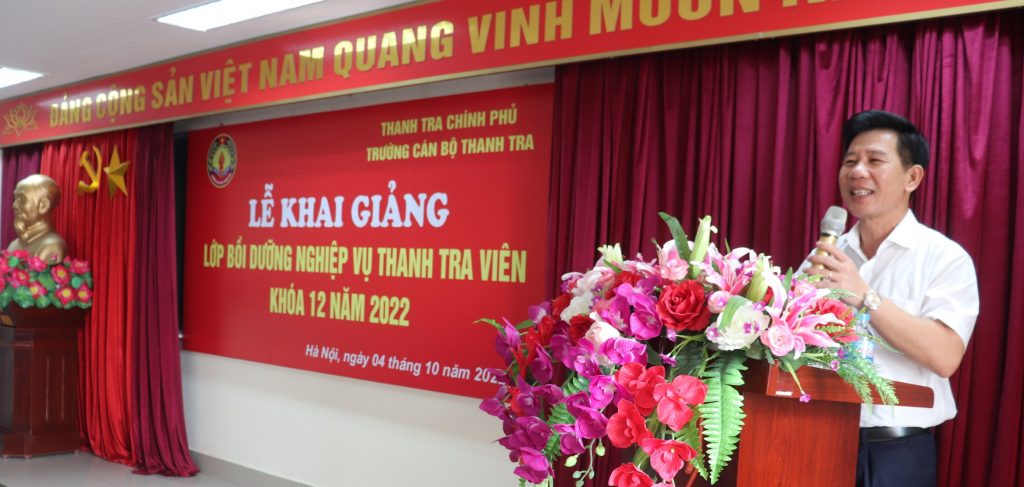 ĐẢNG CỘNG SẢN VIỆT NAM QUANG VINH MUÔN
THANH TRA CHÍNH PHỦ
TRƯỜNG CÁN BỘ THANH TRA
LỄ KHAI GIẢNG
LỚP BỒI DƯỠNG NGHIỆP VỤ THANH TRA VIÊN
KHÓA 12 NĂM 2022
Hà Nội, ngày 04 tháng 10 năm 202